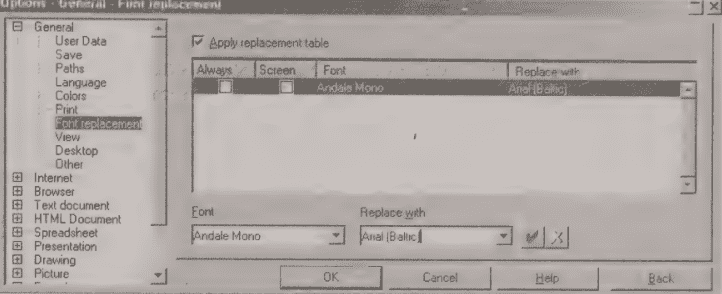 Options - General - Font replacement
General
User Data
Save
Paths
Language
Colors
Print
Font replacement
View
Desktop
Other
Internet
Browser
Text document
HTML Document
Spreadsheet
Presentation
Drawing
Picture
Apply replacement table
Always Screen Font Replace with
Andale Mono Arial (Baltic)
Font Replace with
Andale Mono Arial (Baltic)
OK Cancel Help Back